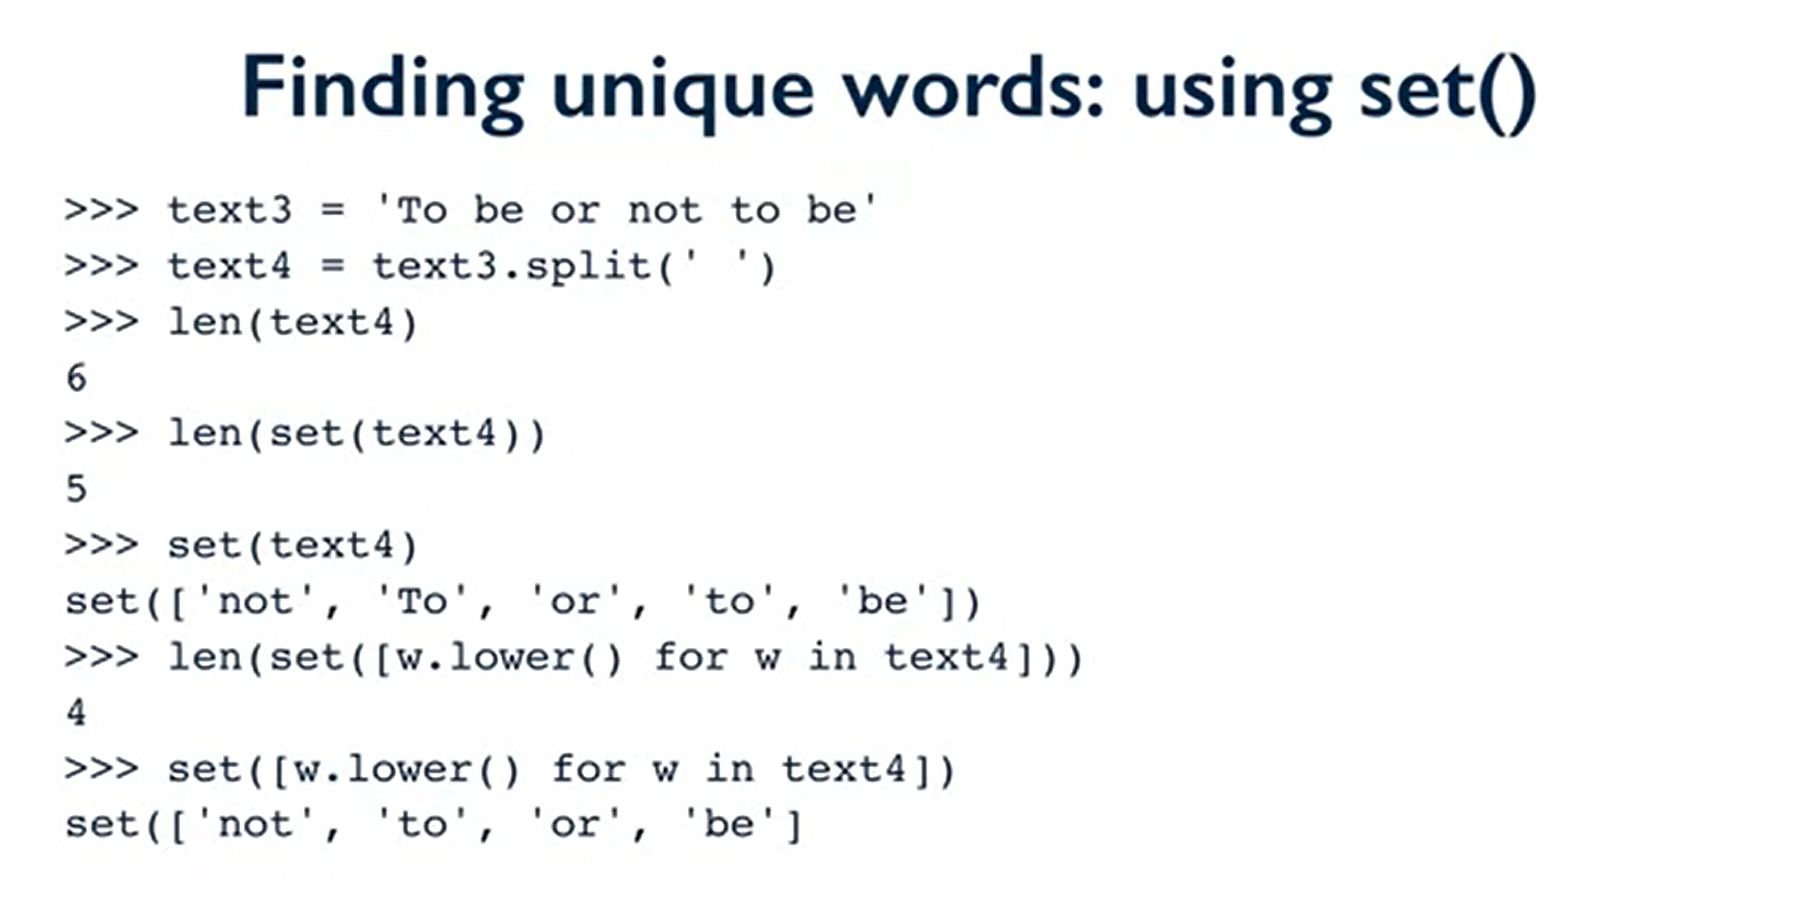 Finding unique words: using set()
>>> text3 = 'To be or not to be'
>>> text4 = text3.split(' ')
>>> len(text4)
6
>>> len(set(text4))
5
>>> set(text4)
set(['not', 'To', 'or', 'to', 'be'])
>>> len(set([w.lower() for w in text4]))
4
>>> set([w.lower() for w in text4])
set(['not', 'to', 'or', 'be']